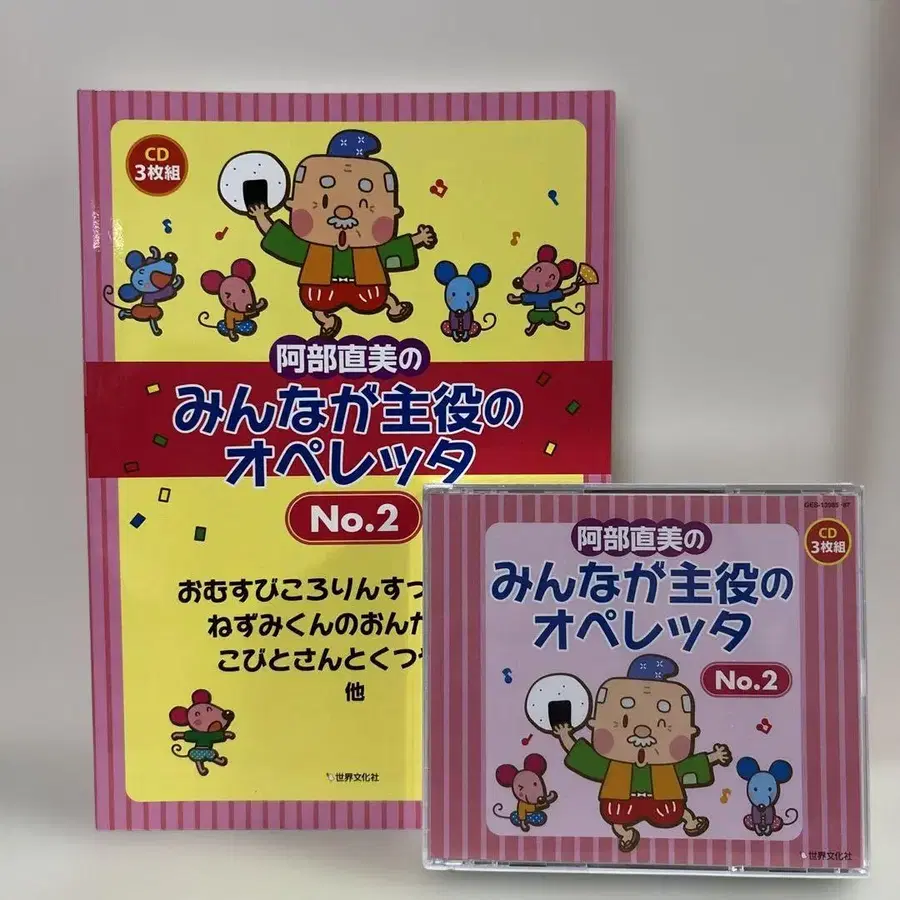 CD
3枚組
阿部直美の
みんなが主役の
オペレッタ
No.2
おむすびころりんすっ
ねずみくんのおん
こびとさんとくつ
他
世界文化社
CD
3枚組
阿部直美の
みんなが主役の
オペレッタ
No.2
世界文化社